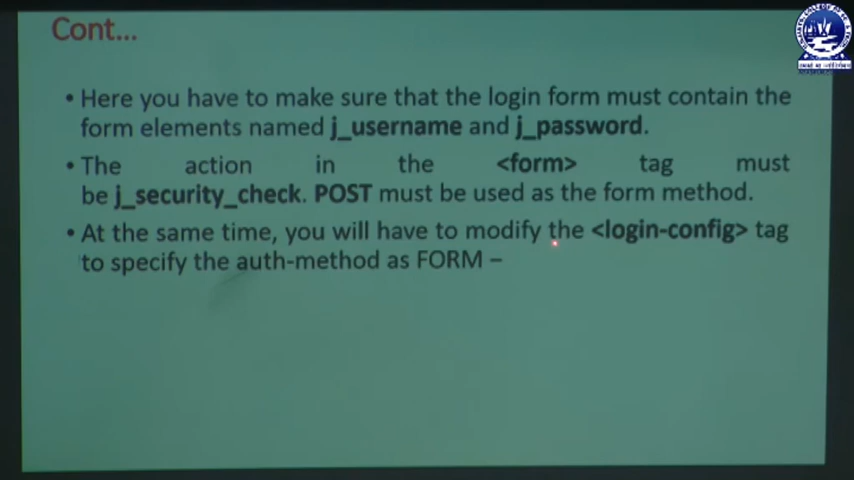 Cont...
• Here you have to make sure that the login form must contain the
form elements named j_username and j_password.
• The action in the <form> tag must
be j_security_check. POST must be used as the form method.
• At the same time, you will have to modify the <login-config> tag
to specify the auth-method as FORM –